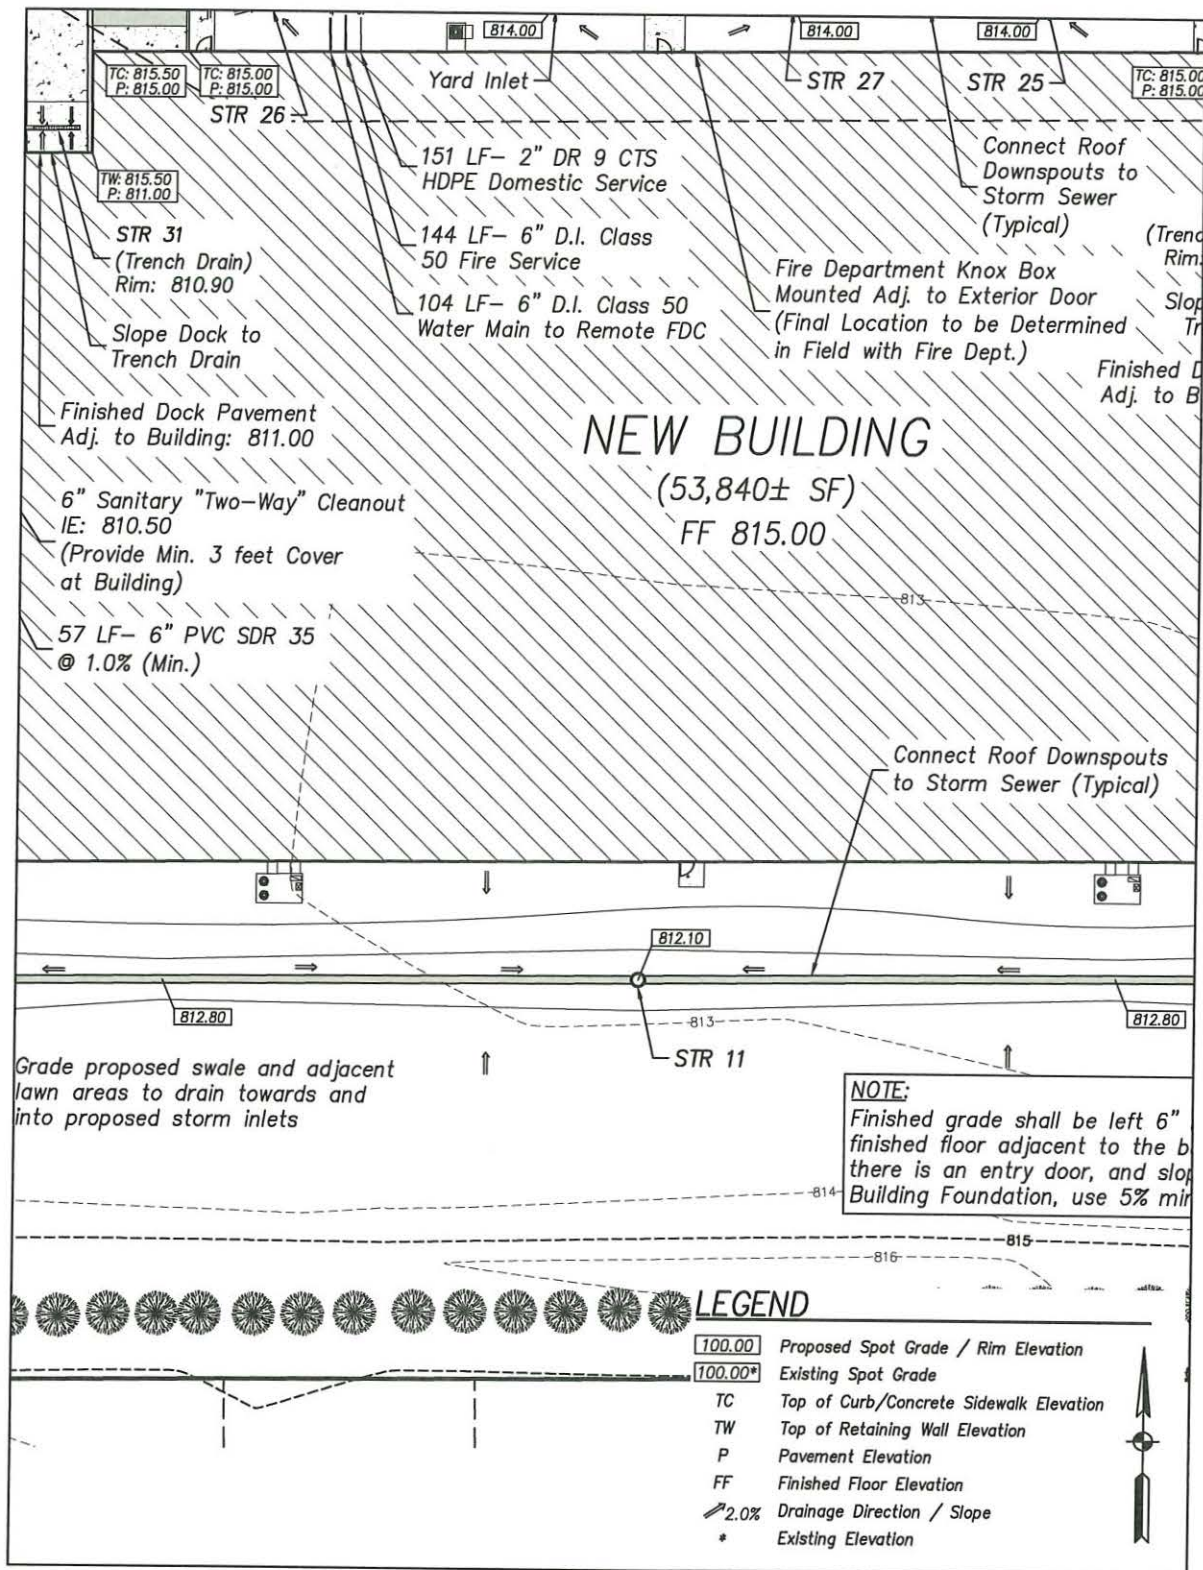 814.00
814.00
814.00
TC: 815.50
P: 815.00
TC: 815.00
P: 815.00
Yard Inlet
STR 27
STR 25
TC: 815.00
P: 815.00
STR 26
151 LF- 2" DR 9 CTS
HDPE Domestic Service
Connect Roof
Downspouts to
Storm Sewer
(Typical)
TW: 815.50
P: 811.00
STR 31
(Trench Drain)
Rim: 810.90
144 LF- 6" D.I. Class
50 Fire Service
Fire Department Knox Box
Mounted Adj. to Exterior Door
(Final Location to be Determined
in Field with Fire Dept.)
(Trenc
Rim:
Slop
Tr
104 LF- 6" D.I. Class 50
Water Main to Remote FDC
Slope Dock to
Trench Drain
Finished D
Adj. to B
Finished Dock Pavement
Adj. to Building: 811.00
NEW BUILDING
(53,840± SF)
FF 815.00
6" Sanitary "Two-Way" Cleanout
IE: 810.50
(Provide Min. 3 feet Cover
at Building)
813
57 LF- 6" PVC SDR 35
@ 1.0% (Min.)
Connect Roof Downspouts
to Storm Sewer (Typical)
812.10
812.80
813
812.80
STR 11
Grade proposed swale and adjacent
lawn areas to drain towards and
into proposed storm inlets
NOTE:
Finished grade shall be left 6"
finished floor adjacent to the b
there is an entry door, and slop
Building Foundation, use 5% min
814
815
816
LEGEND
100.00 Proposed Spot Grade / Rim Elevation
100.00* Existing Spot Grade
TC Top of Curb/Concrete Sidewalk Elevation
TW Top of Retaining Wall Elevation
P Pavement Elevation
FF Finished Floor Elevation
2.0% Drainage Direction / Slope
* Existing Elevation